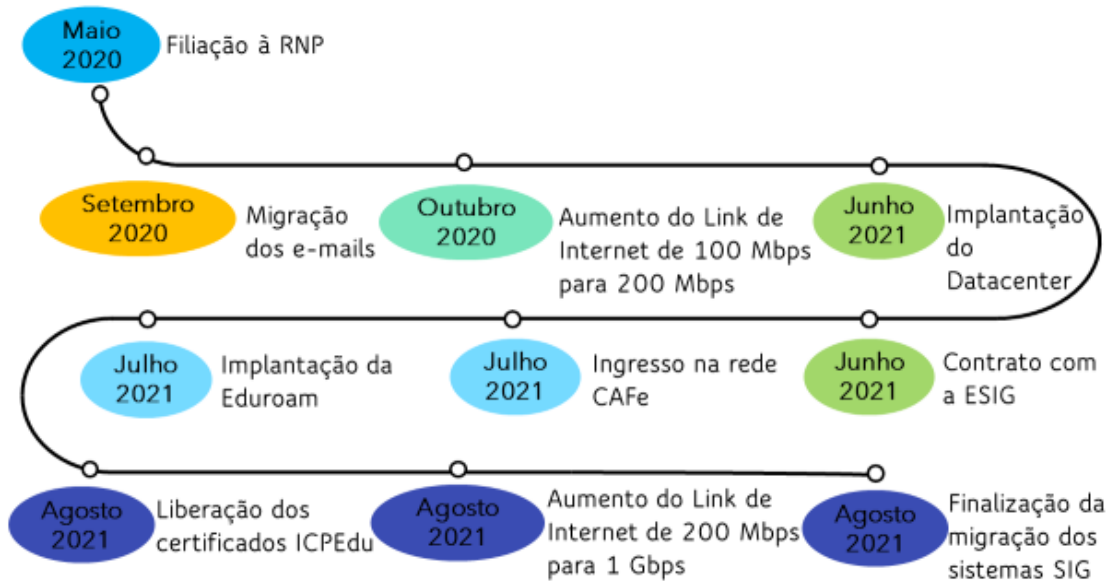 Maio
2020
Filiação à RNP
Setembro
2020
Migração
dos e-mails
Outubro
2020
Aumento do Link de
Internet de 100 Mbps
para 200 Mbps
Junho
2021
Implantação
do
Datacenter
Junho
2021
Contrato com
a ESIG
Julho
2021
Ingresso na rede
CAFe
Julho
2021
Implantação da
Eduroam
Agosto
2021
Liberação dos
certificados ICPEdu
Agosto
2021
Aumento do Link de
Internet de 200 Mbps
para 1 Gbps
Agosto
2021
Finalização da
migração dos
sistemas SIG